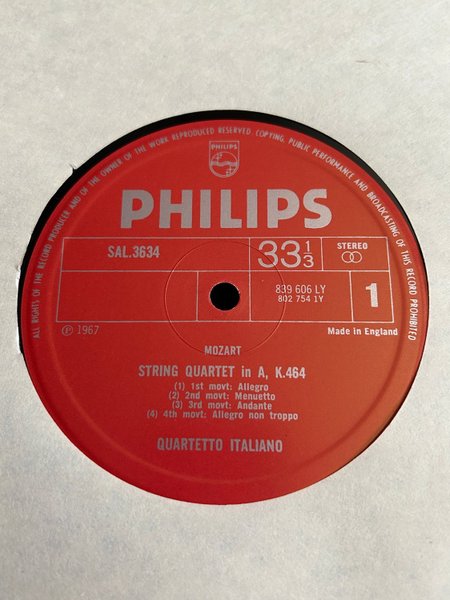 ALL RIGHTS OF THE RECORD PRODUCER AND OF THE OWNER OF THE WORK REPRODUCED RESERVED. COPYING, PUBLIC PERFORMANCE AND BROADCASTING OF THIS RECORD PROHIBITED
PHILIPS
PHILIPS
SAL.3634
33 1/3
STEREO
839 606 LY
802 754 1Y
1
℗ 1967
Made in England
MOZART
STRING QUARTET in A, K.464
(1) 1st movt: Allegro
(2) 2nd movt: Menuetto
(3) 3rd movt: Andante
(4) 4th movt: Allegro non troppo
QUARTETTO ITALIANO